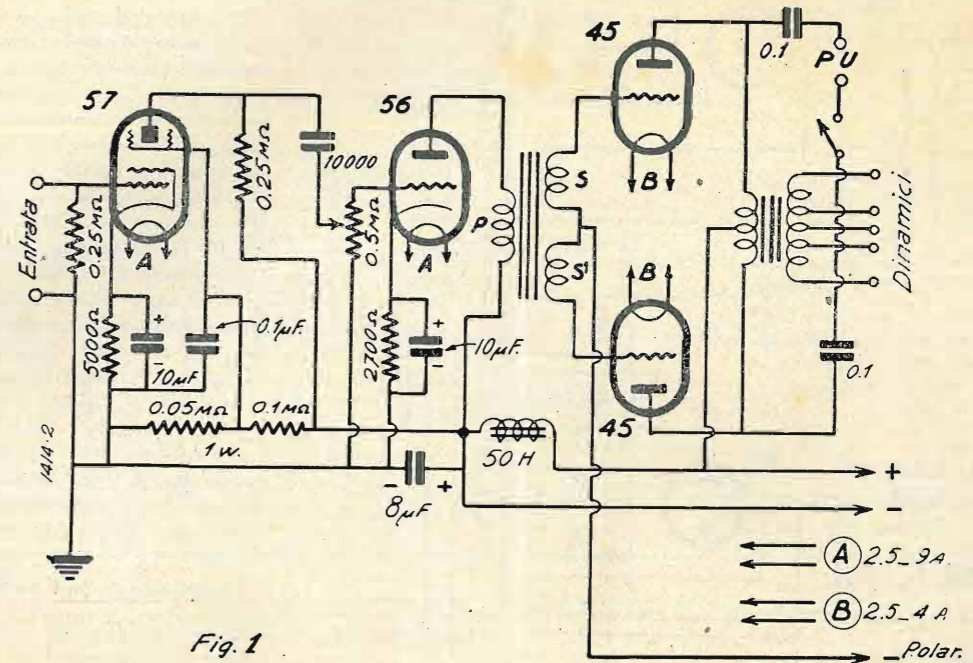 57
56
45
0.1
PU
Entrata
0.25MΩ
A
0.25MΩ
10000
0.5MΩ
A
P
S
S'
B
B
45
Dinamici
0.1
5000Ω
+
-
10μF
0.1μF.
2700Ω
+
-
10μF.
0.05MΩ
0.1MΩ
1 w.
50 H
1414·2
-
+
8μF
+
-
A 2.5_9A.
B 2.5_4A
- Polar.
Fig. 1